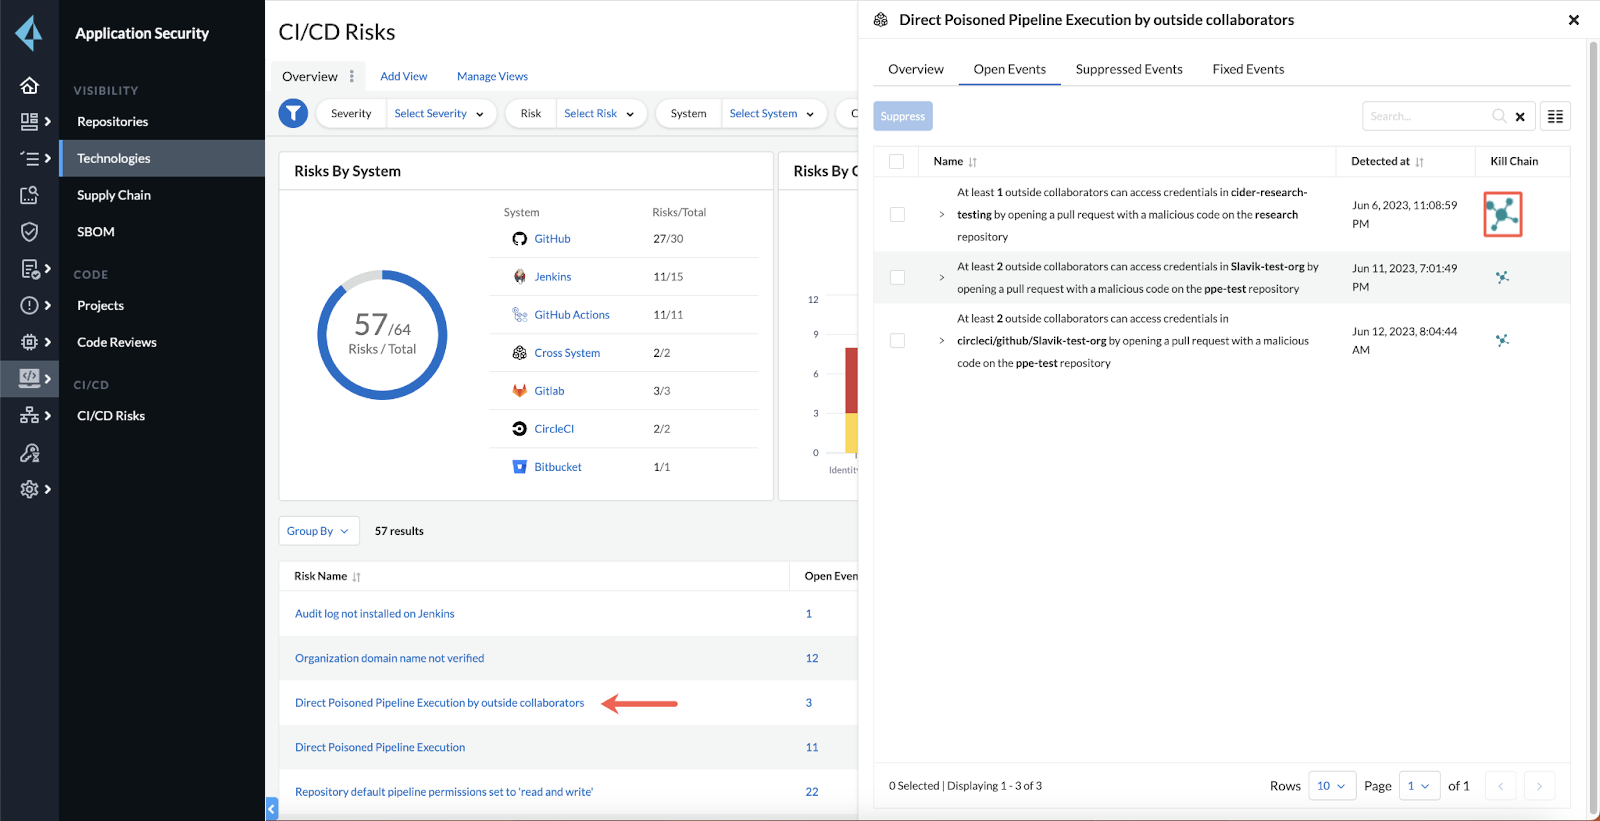 Application Security
VISIBILITY
Repositories
Technologies
Supply Chain
SBOM
CODE
Projects
Code Reviews
CI/CD
CI/CD Risks
CI/CD Risks
Overview
Add View
Manage Views
Severity
Select Severity
Risk
Select Risk
System
Select System
C
Risks By System
57/64
Risks / Total
System Risks/Total
GitHub 27/30
Jenkins 11/15
GitHub Actions 11/11
Cross System 2/2
Gitlab 3/3
CircleCI 2/2
Bitbucket 1/1
Risks By C
12
9
6
3
0
Identity
Group By
57 results
Risk Name Open Even
Audit log not installed on Jenkins 1
Organization domain name not verified 12
Direct Poisoned Pipeline Execution by outside collaborators 3
Direct Poisoned Pipeline Execution 11
Repository default pipeline permissions set to 'read and write' 22
Direct Poisoned Pipeline Execution by outside collaborators
Overview
Open Events
Suppressed Events
Fixed Events
Suppress
Search...
Name Detected at Kill Chain
At least 1 outside collaborators can access credentials in cider-research-
testing by opening a pull request with a malicious code on the research
repository
Jun 6, 2023, 11:08:59
PM
At least 2 outside collaborators can access credentials in Slavik-test-org by
opening a pull request with a malicious code on the ppe-test repository
Jun 11, 2023, 7:01:49
PM
At least 2 outside collaborators can access credentials in
circleci/github/Slavik-test-org by opening a pull request with a malicious
code on the ppe-test repository
Jun 12, 2023, 8:04:44
AM
0 Selected | Displaying 1 - 3 of 3
Rows 10 Page 1 of 1